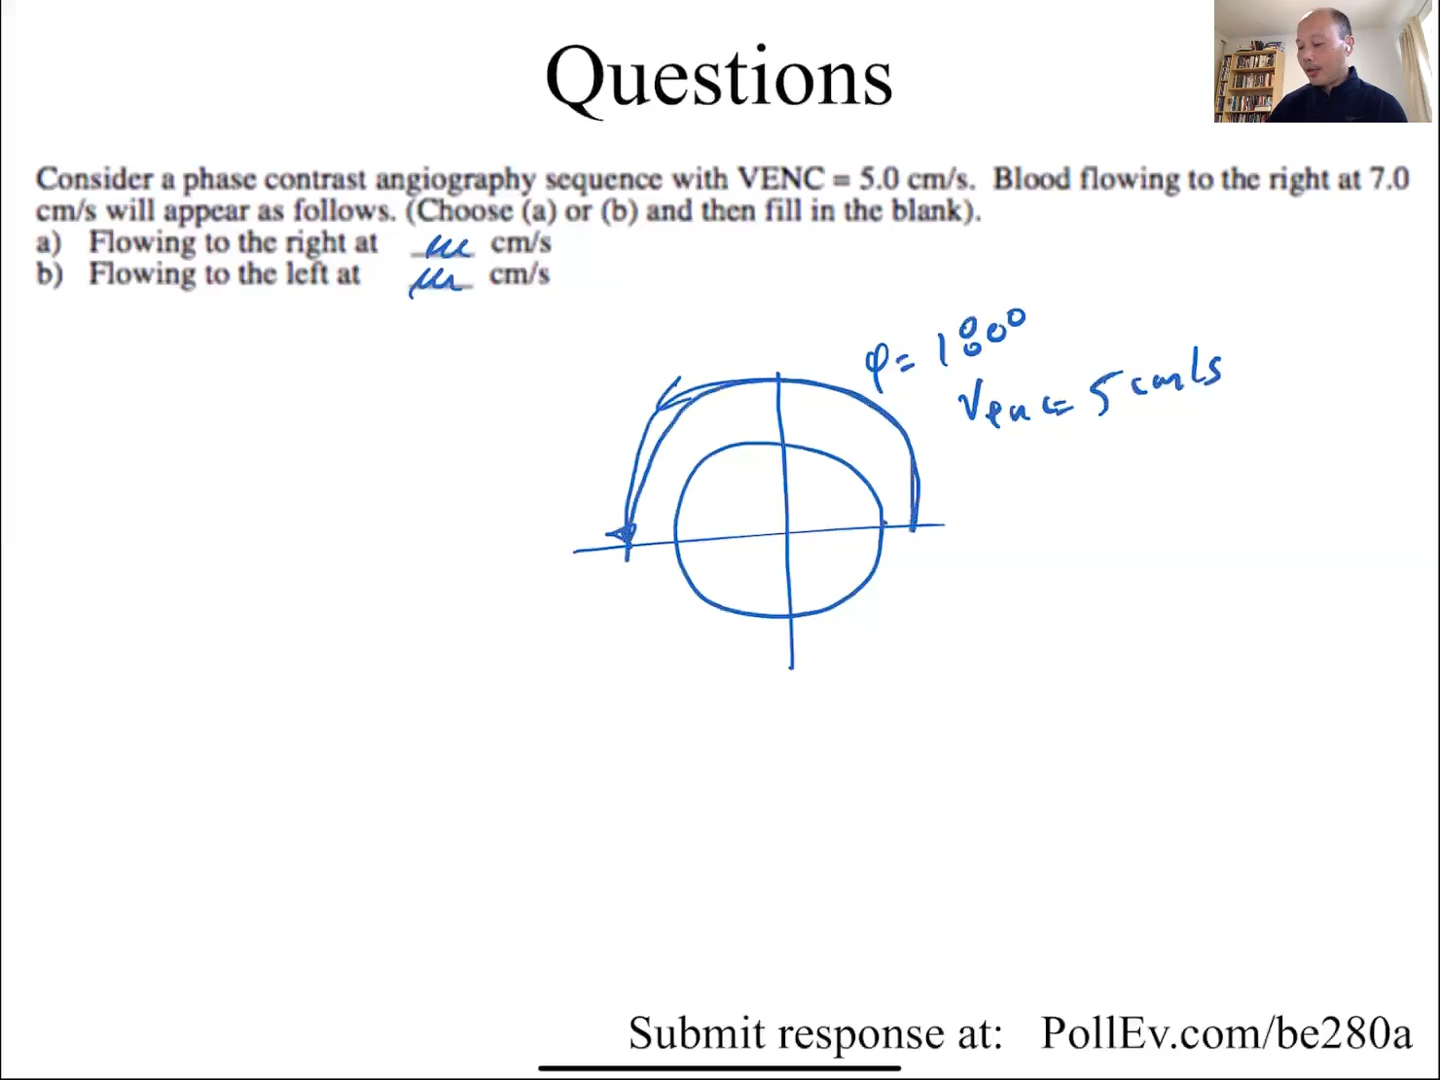 Questions
Consider a phase contrast angiography sequence with VENC = 5.0 cm/s. Blood flowing to the right at 7.0
cm/s will appear as follows. (Choose (a) or (b) and then fill in the blank).
a) Flowing to the right at cm/s
b) Flowing to the left at cm/s
φ = 180°
Venc = 5 cm/s
Submit response at: PollEv.com/be280a